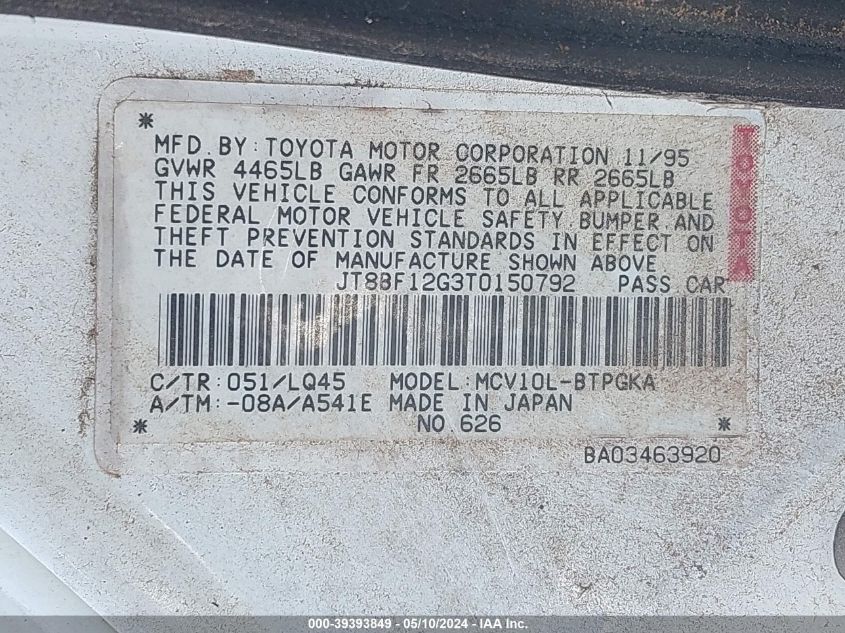 MFD. BY: TOYOTA MOTOR CORPORATION 11/95
GVWR 4465LB GAWR FR 2665LB RR 2665LB
THIS VEHICLE CONFORMS TO ALL APPLICABLE
FEDERAL MOTOR VEHICLE SAFETY, BUMPER AND
THEFT PREVENTION STANDARDS IN EFFECT ON
THE DATE OF MANUFACTURE SHOWN ABOVE
JT8BF12G3T0150792 PASS CAR
TOYOTA
C/TR: 051/LQ45 MODEL: MCV10L-BTPGKA
A/TM: -08A/A541E MADE IN JAPAN
NO. 626
BA03463920
000-39393849 - 05/10/2024 - IAA Inc.